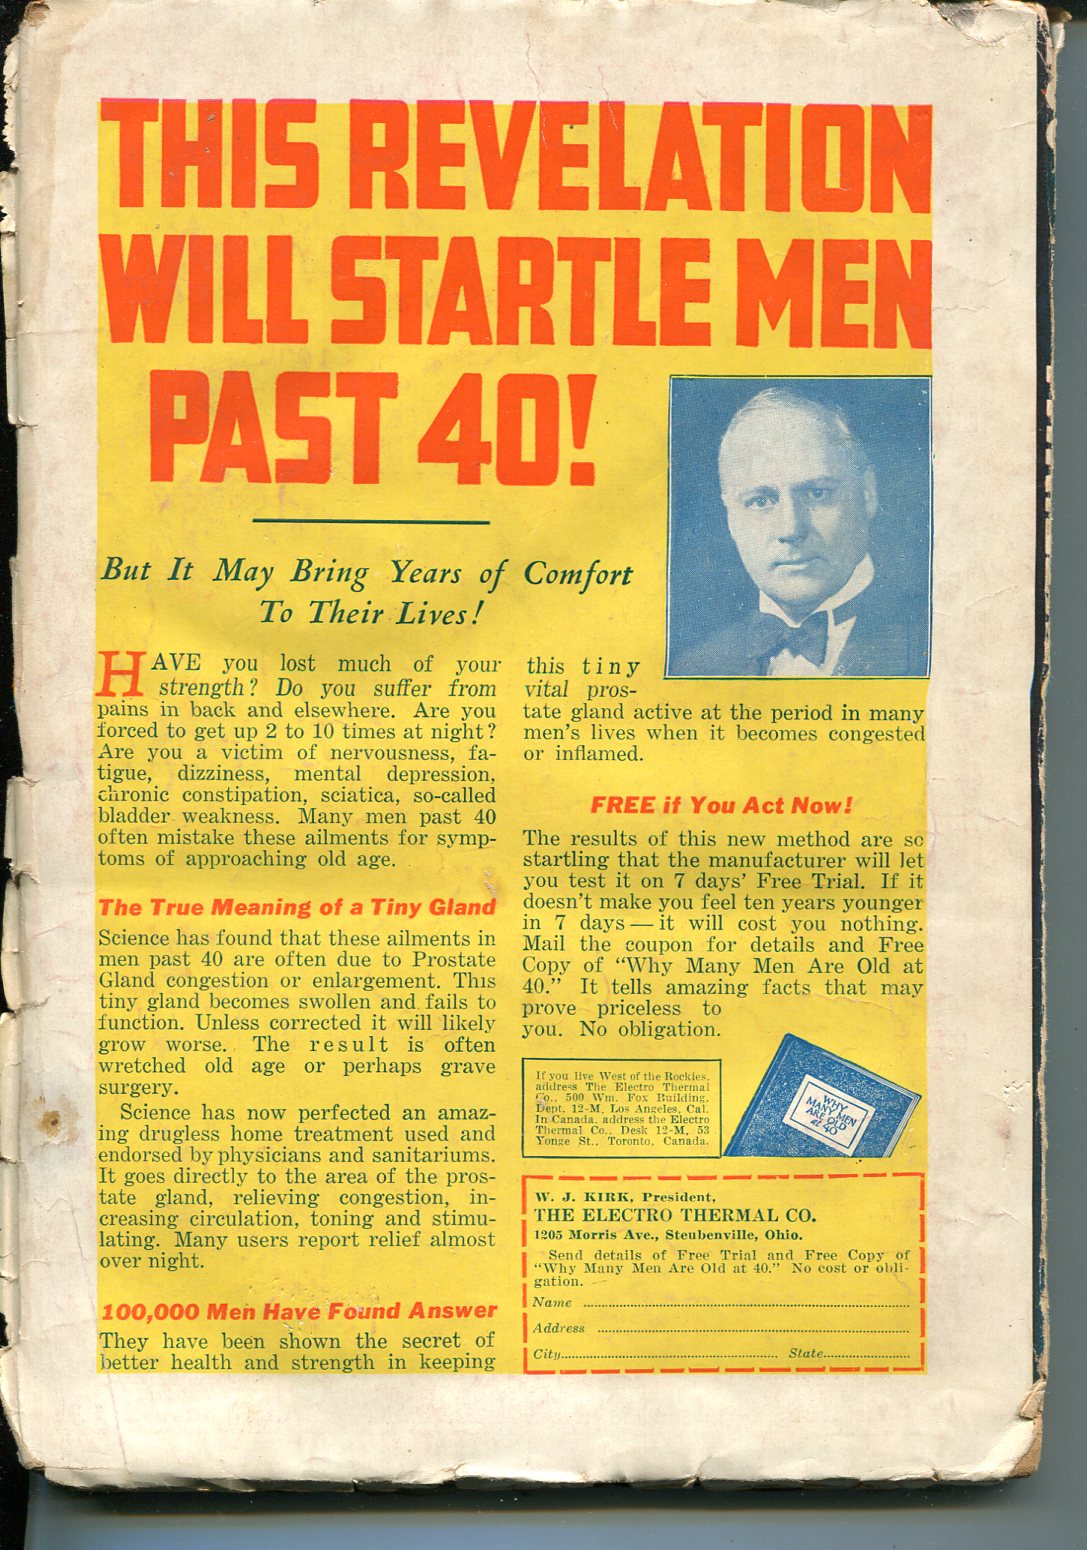 THIS REVELATION
WILL STARTLE MEN
PAST 40!
But It May Bring Years of Comfort
To Their Lives!
HAVE you lost much of your
strength? Do you suffer from
pains in back and elsewhere. Are you
forced to get up 2 to 10 times at night?
Are you a victim of nervousness, fa-
tigue, dizziness, mental depression,
chronic constipation, sciatica, so-called
bladder weakness. Many men past 40
often mistake these ailments for symp-
toms of approaching old age.
The True Meaning of a Tiny Gland
Science has found that these ailments in
men past 40 are often due to Prostate
Gland congestion or enlargement. This
tiny gland becomes swollen and fails to
function. Unless corrected it will likely
grow worse. The result is often
wretched old age or perhaps grave
surgery.
Science has now perfected an amaz-
ing drugless home treatment used and
endorsed by physicians and sanitariums.
It goes directly to the area of the pros-
tate gland, relieving congestion, in-
creasing circulation, toning and stimu-
lating. Many users report relief almost
over night.
100,000 Men Have Found Answer
They have been shown the secret of
better health and strength in keeping
this tiny
vital pros-
tate gland active at the period in many
men's lives when it becomes congested
or inflamed.
FREE if You Act Now!
The results of this new method are so
startling that the manufacturer will let
you test it on 7 days' Free Trial. If it
doesn't make you feel ten years younger
in 7 days—it will cost you nothing.
Mail the coupon for details and Free
Copy of "Why Many Men Are Old at
40." It tells amazing facts that may
prove priceless to
you. No obligation.
If you live West of the Rockies,
address The Electro Thermal
Co., 500 Wm. Fox Building,
Dept. 12-M, Los Angeles, Cal.
In Canada, address the Electro
Thermal Co., Desk 12-M, 53
Yonge St., Toronto, Canada.
WHY
MANY MEN
ARE OLD
AT 40
W. J. KIRK, President,
THE ELECTRO THERMAL CO.
1205 Morris Ave., Steubenville, Ohio.
Send details of Free Trial and Free Copy of
"Why Many Men Are Old at 40." No cost or obli-
gation.
Name
Address
City State